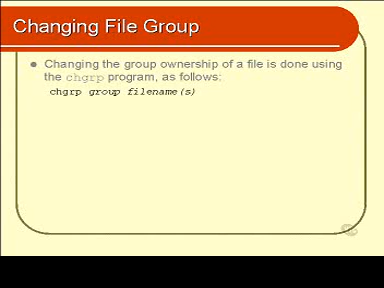 Changing File Group
Changing the group ownership of a file is done using
the chgrp program, as follows:
chgrp group filename(s)